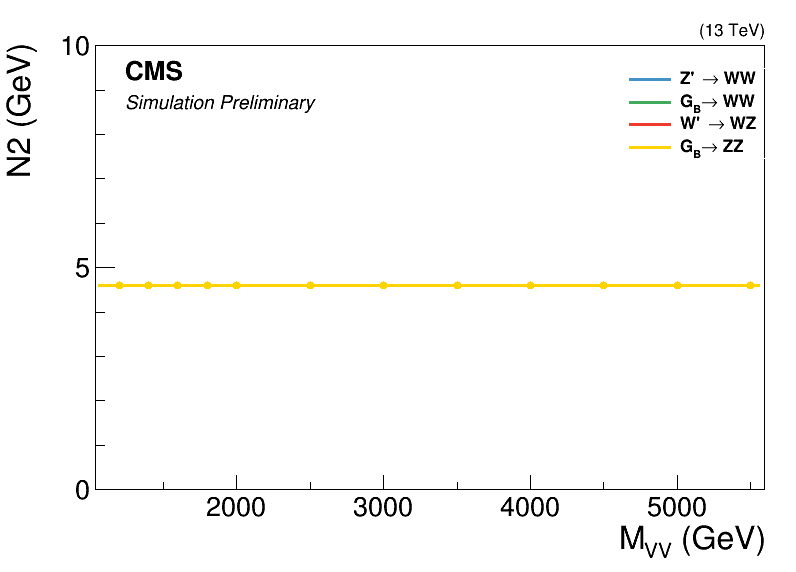 (13 TeV)
10
N2 (GeV)
CMS
Simulation Preliminary
Z' → WW
G_B → WW
W' → WZ
G_B → ZZ
5
0
2000 3000 4000 5000
M_VV (GeV)